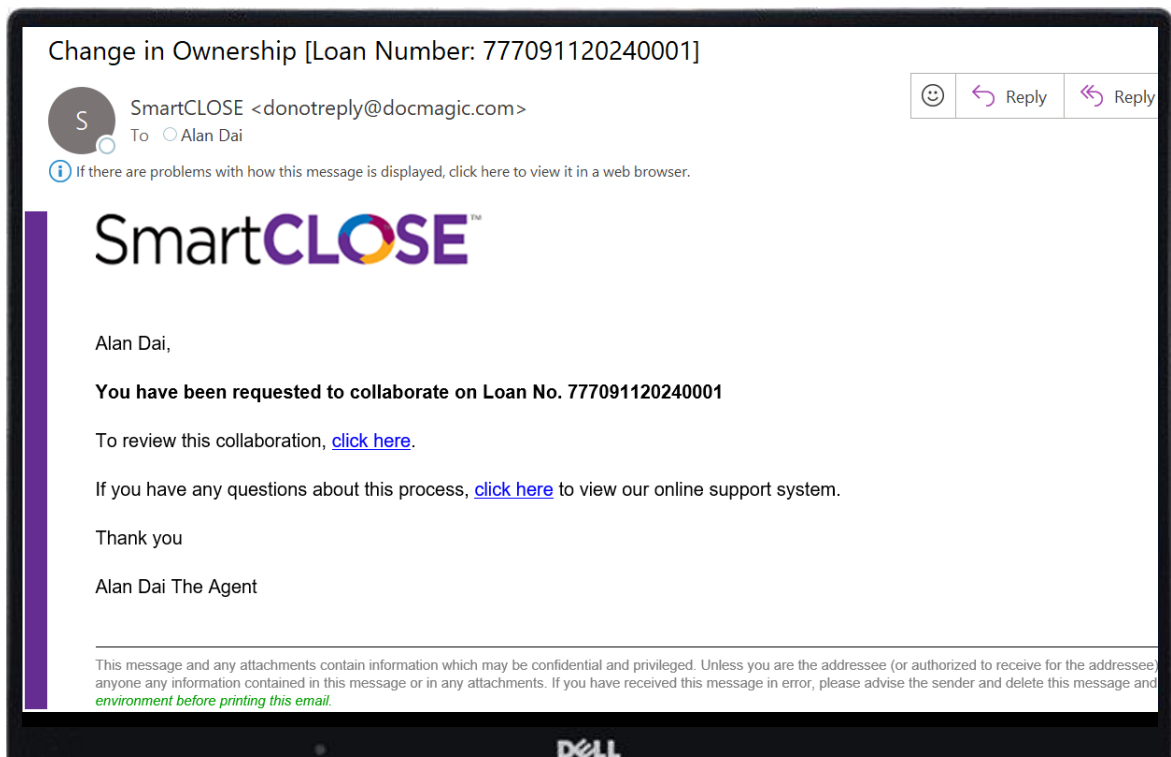 Change in Ownership [Loan Number: 777091120240001]
S
SmartCLOSE <donotreply@docmagic.com>
To Alan Dai
Reply
Reply
If there are problems with how this message is displayed, click here to view it in a web browser.
SmartCLOSE™
Alan Dai,
You have been requested to collaborate on Loan No. 777091120240001
To review this collaboration, click here.
If you have any questions about this process, click here to view our online support system.
Thank you
Alan Dai The Agent
This message and any attachments contain information which may be confidential and privileged. Unless you are the addressee (or authorized to receive for the addressee)
anyone any information contained in this message or in any attachments. If you have received this message in error, please advise the sender and delete this message and
environment before printing this email.
DELL